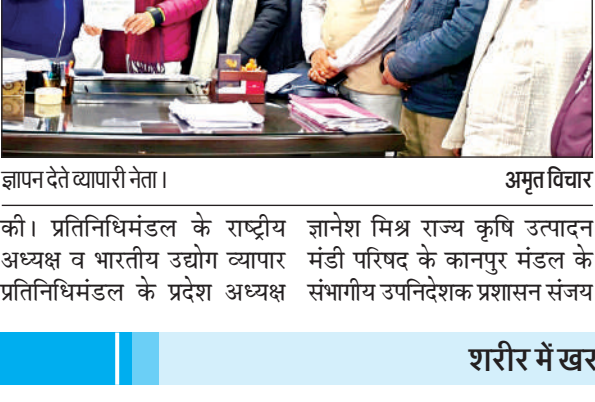 ज्ञापन देते व्यापारी नेता।
अमृत विचार
की। प्रतिनिधिमंडल के राष्ट्रीय
अध्यक्ष व भारतीय उद्योग व्यापार
प्रतिनिधिमंडल के प्रदेश अध्यक्ष
ज्ञानेश मिश्र राज्य कृषि उत्पादन
मंडी परिषद के कानपुर मंडल के
संभागीय उपनिदेशक प्रशासन संजय
शरीर में खर